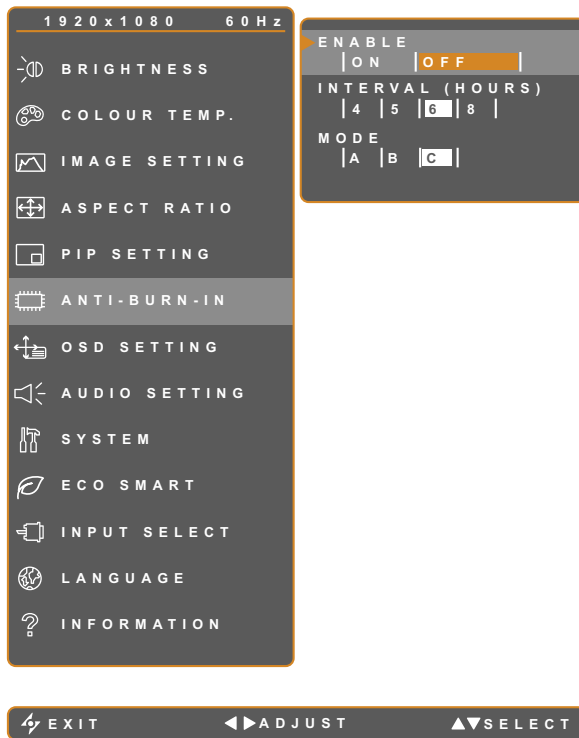 1920x1080 60Hz
BRIGHTNESS
COLOUR TEMP.
IMAGE SETTING
ASPECT RATIO
PIP SETTING
ANTI-BURN-IN
OSD SETTING
AUDIO SETTING
SYSTEM
ECO SMART
INPUT SELECT
LANGUAGE
INFORMATION
ENABLE
ON OFF
INTERVAL (HOURS)
4 5 6 8
MODE
A B C
EXIT ADJUST SELECT